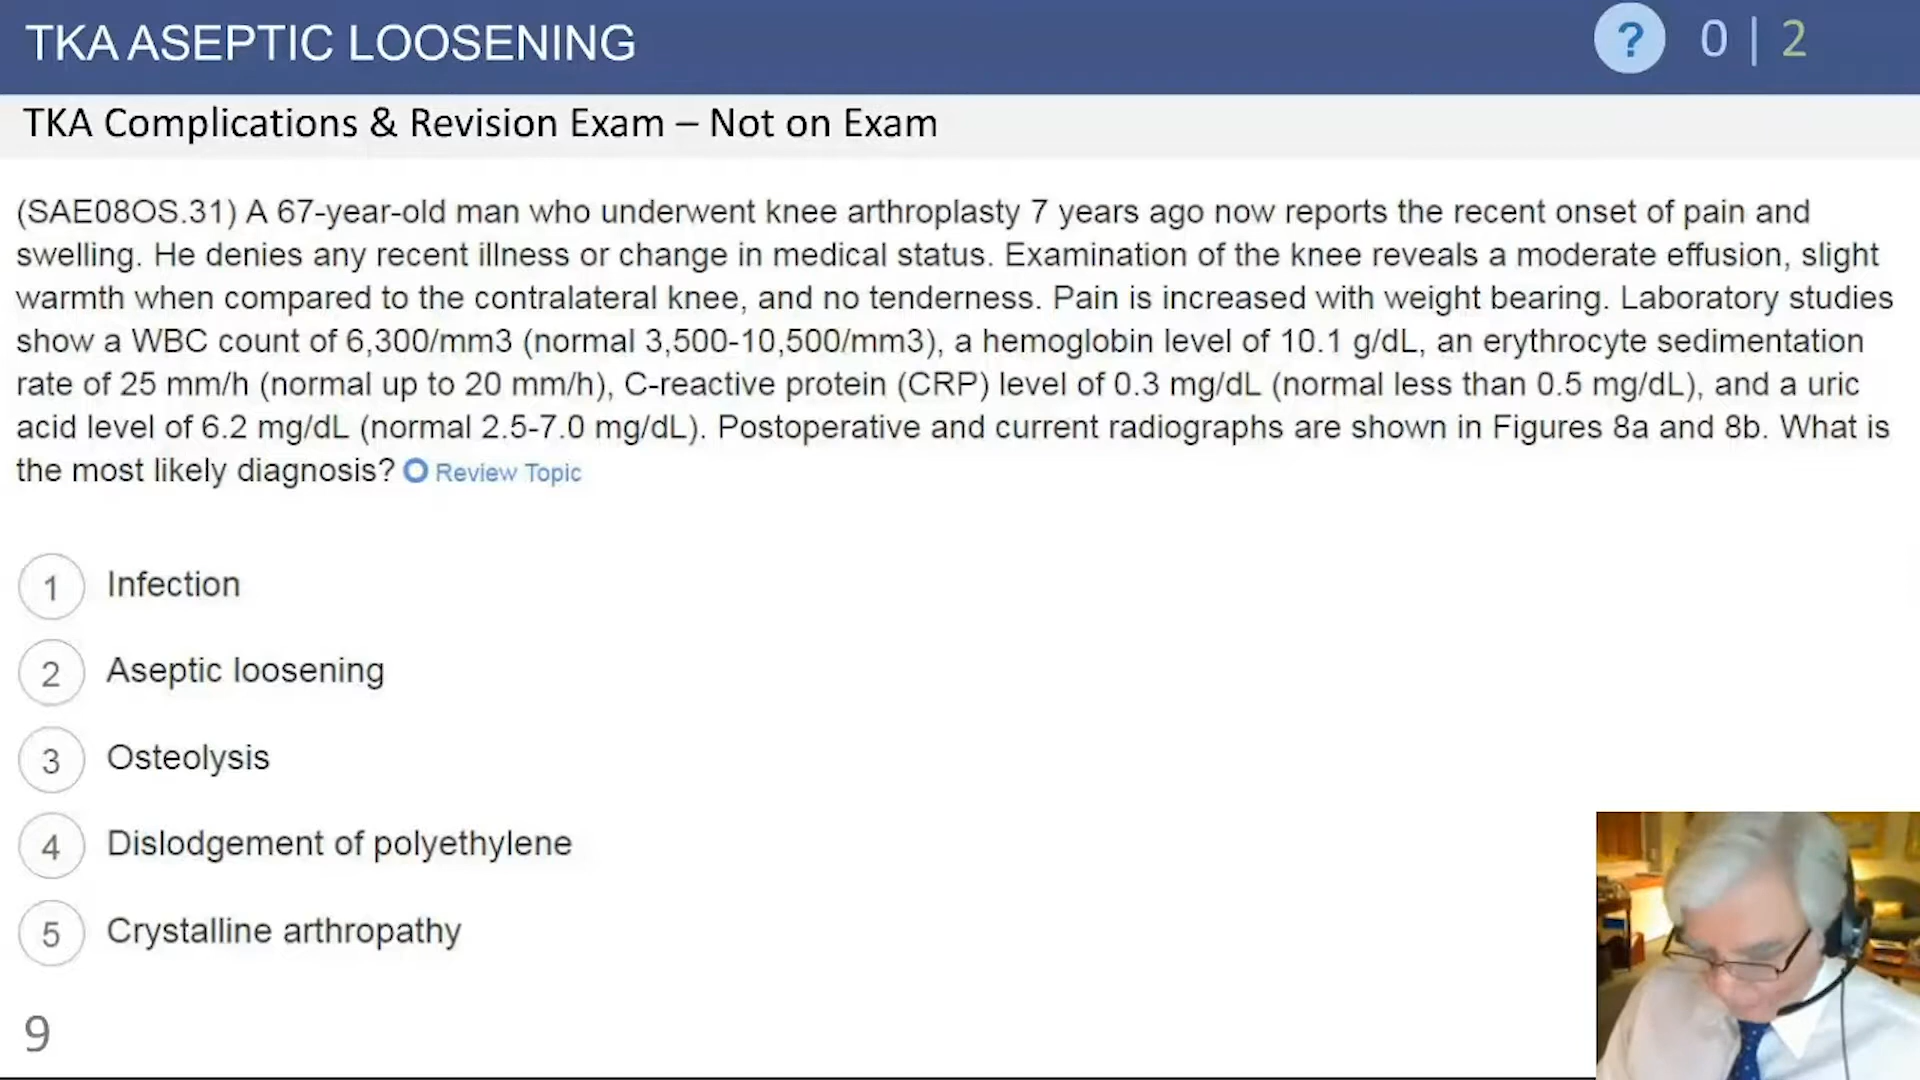 TKA ASEPTIC LOOSENING
? 0 | 2
TKA Complications & Revision Exam – Not on Exam
(SAE08OS.31) A 67-year-old man who underwent knee arthroplasty 7 years ago now reports the recent onset of pain and
swelling. He denies any recent illness or change in medical status. Examination of the knee reveals a moderate effusion, slight
warmth when compared to the contralateral knee, and no tenderness. Pain is increased with weight bearing. Laboratory studies
show a WBC count of 6,300/mm3 (normal 3,500-10,500/mm3), a hemoglobin level of 10.1 g/dL, an erythrocyte sedimentation
rate of 25 mm/h (normal up to 20 mm/h), C-reactive protein (CRP) level of 0.3 mg/dL (normal less than 0.5 mg/dL), and a uric
acid level of 6.2 mg/dL (normal 2.5-7.0 mg/dL). Postoperative and current radiographs are shown in Figures 8a and 8b. What is
the most likely diagnosis? Review Topic
1 Infection
2 Aseptic loosening
3 Osteolysis
4 Dislodgement of polyethylene
5 Crystalline arthropathy
9